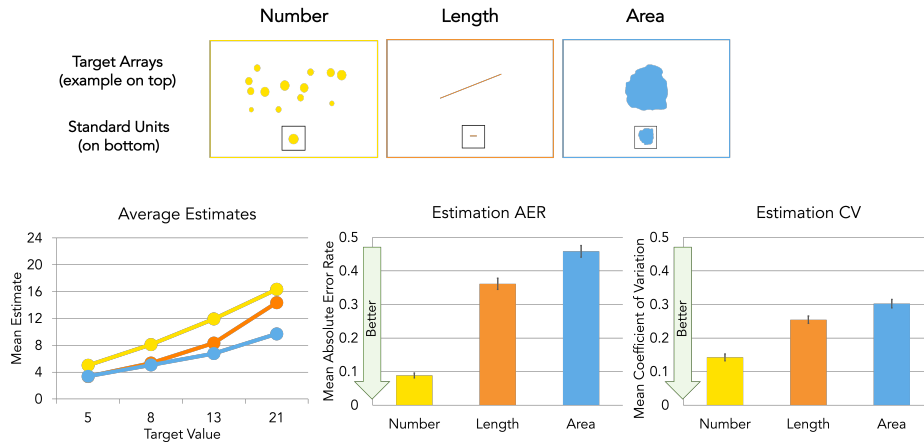 Number Length Area
Target Arrays
(example on top)
Standard Units
(on bottom)
Average Estimates
Mean Estimate
24
20
16
12
8
4
0
5 8 13 21
Target Value
Estimation AER
Mean Absolute Error Rate
0.5
0.4
0.3
0.2
0.1
0
Better
Number Length Area
Estimation CV
Mean Coefficient of Variation
0.5
0.4
0.3
0.2
0.1
0
Better
Number Length Area